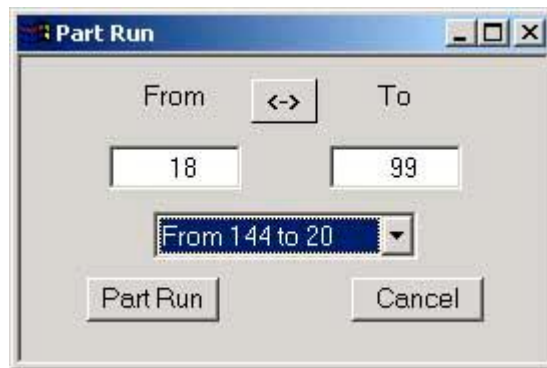 Part Run
From <-> To
18 99
From 144 to 20
Part Run Cancel